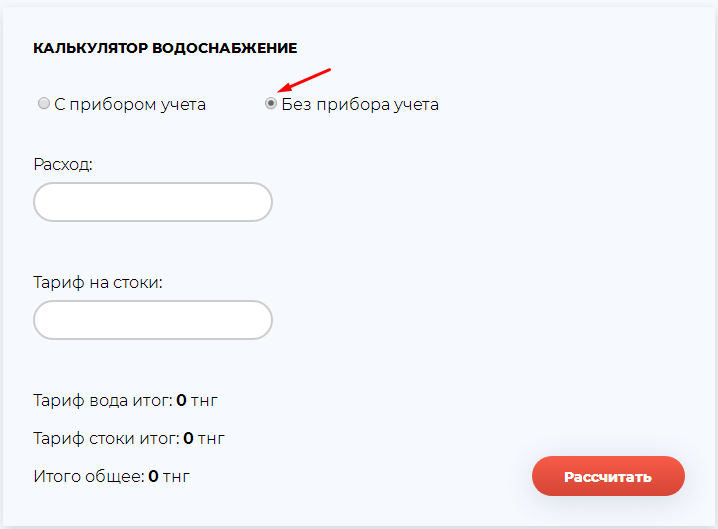 КАЛЬКУЛЯТОР ВОДОСНАБЖЕНИЕ
С прибором учета Без прибора учета
Расход:
Тариф на стоки:
Тариф вода итог: 0 тнг
Тариф стоки итог: 0 тнг
Итого общее: 0 тнг
Рассчитать